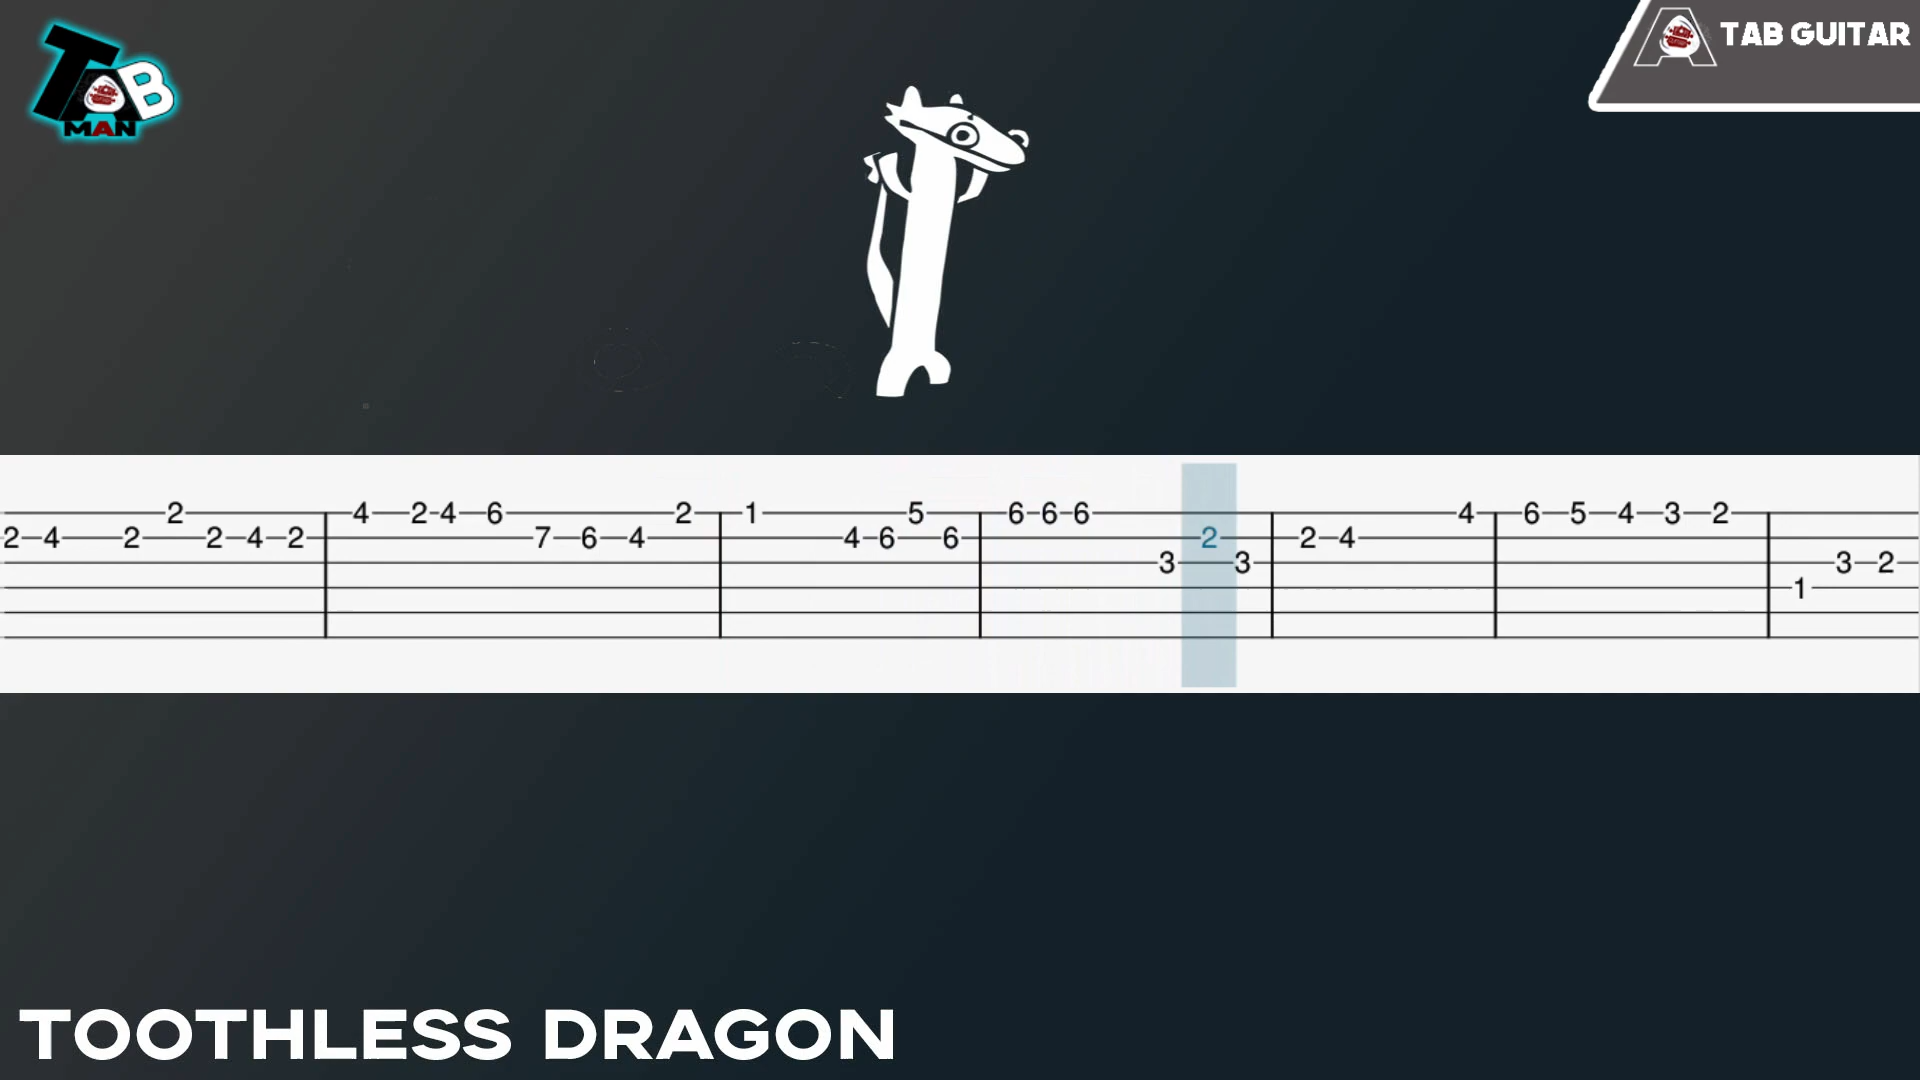 TAB
MAN
A TAB GUITAR
2 4 2 2 2 4 2 4 2 4 6 7 6 4 2 1 4 6 5 6 6 6 6 3 2 3 2 4 4 6 5 4 3 2 1 3 2
TOOTHLESS DRAGON